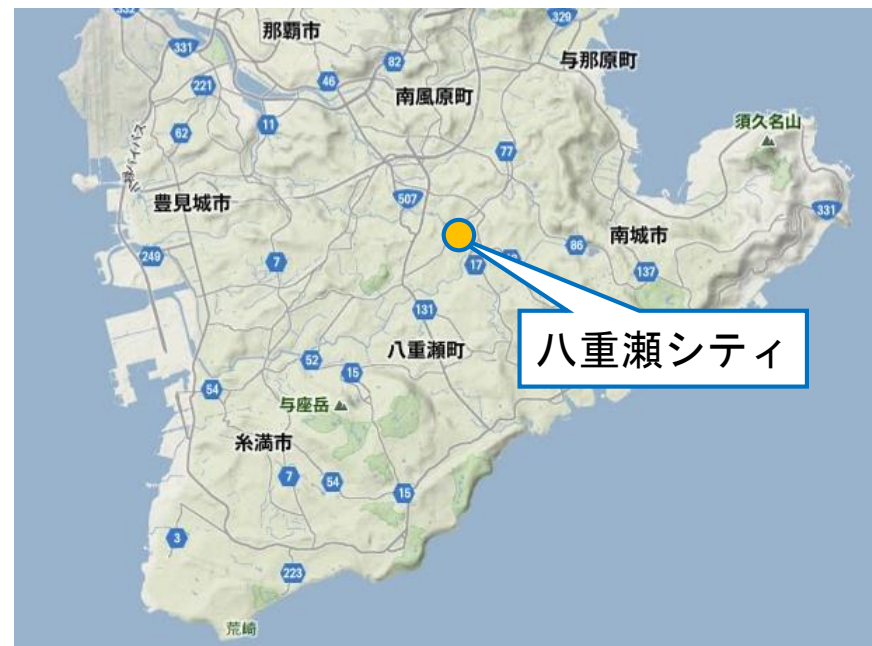 332
329
那覇市
331
与那原町
82
46
221
南風原町
須久名山
11
62
77
507
豊見城市
331
南城市
86
249
7
17
137
131
八重瀬シティ
八重瀬町
52
15
54
与座岳
糸満市
7
54
15
3
223
荒崎